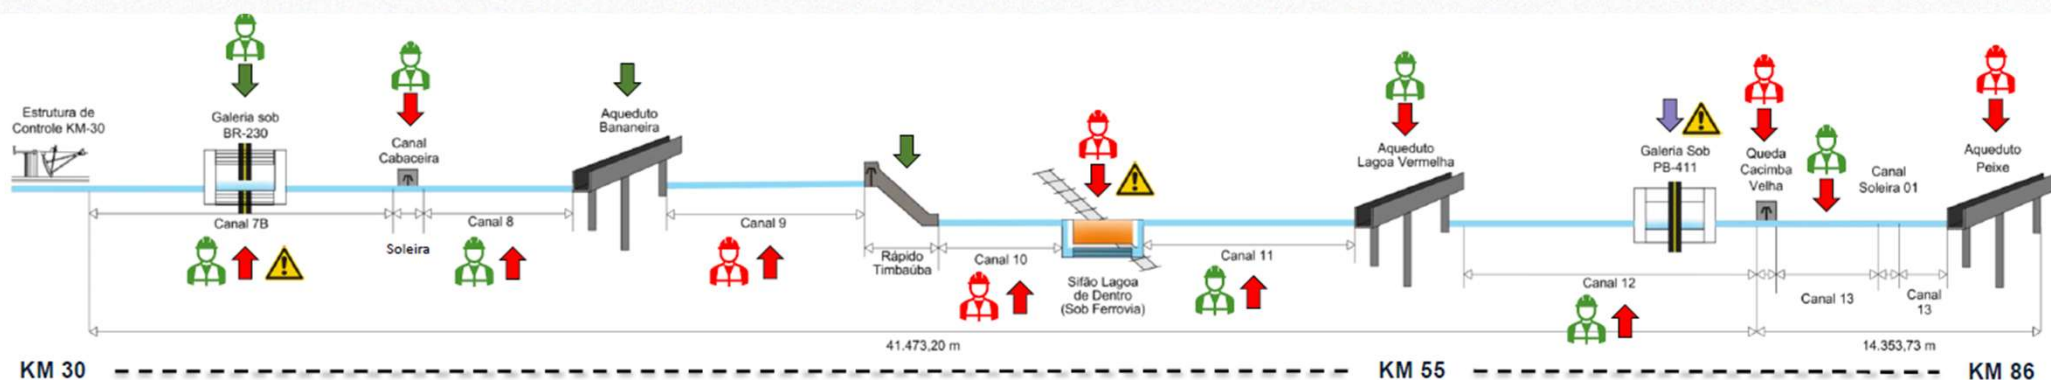 Estrutura de
Controle KM-30
Galeria sob
BR-230
Canal
Cabaceira
Aqueduto
Bananeira
Aqueduto
Lagoa Vermelha
Galeria Sob
PB-411
Queda
Cacimba
Velha
Canal
Soleira 01
Aqueduto
Peixe
Canal 7B
Soleira
Canal 8
Canal 9
Rápido
Timbaúba
Canal 10
Sifão Lagoa
de Dentro
(Sob Ferrovia)
Canal 11
Canal 12
Canal 13
Canal
13
41.473,20 m
14.353,73 m
KM 30
KM 55
KM 86